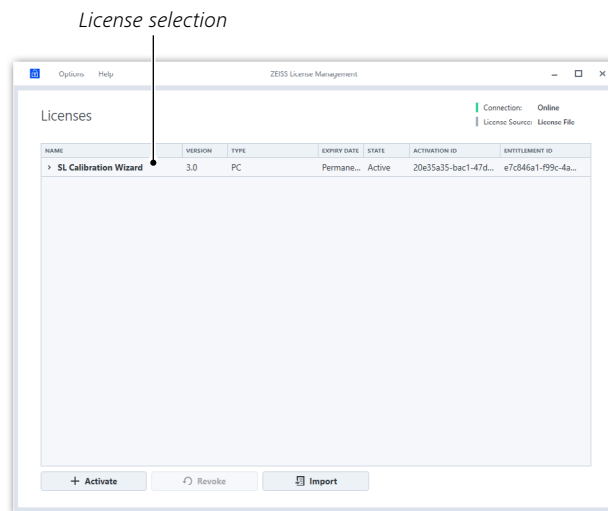 License selection
Options Help ZEISS License Management
Licenses
Connection: Online
License Source: License File
NAME VERSION TYPE EXPIRY DATE STATE ACTIVATION ID ENTITLEMENT ID
> SL Calibration Wizard 3.0 PC Permane... Active 20e35a35-bac1-47d... e7c846a1-f99c-4a...
+ Activate Revoke Import